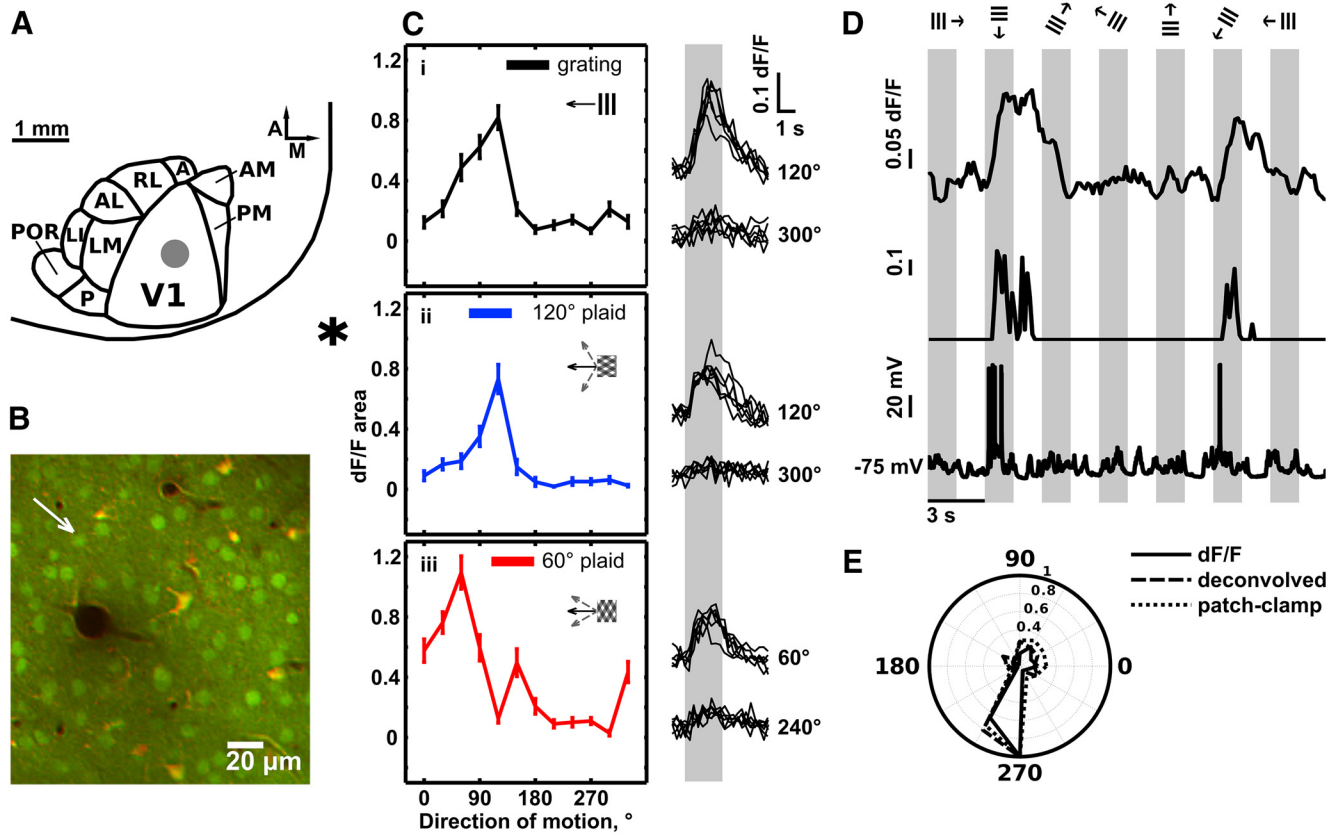 A
1 mm
A
M
RL
A
AM
AL
PM
POR
LI
LM
P
V1
*
B
20 µm
C
i
grating
1.2
0.8
0.4
0
ii
120° plaid
1.2
0.8
0.4
0
dF/F area
iii
60° plaid
1.2
0.8
0.4
0
0 90 180 270
Direction of motion, °
0.1 dF/F
1 s
120°
300°
120°
300°
60°
240°
D
0.05 dF/F
0.1
20 mV
-75 mV
3 s
E
90
1
0.8
0.6
0.4
180
0
270
dF/F
deconvolved
patch-clamp